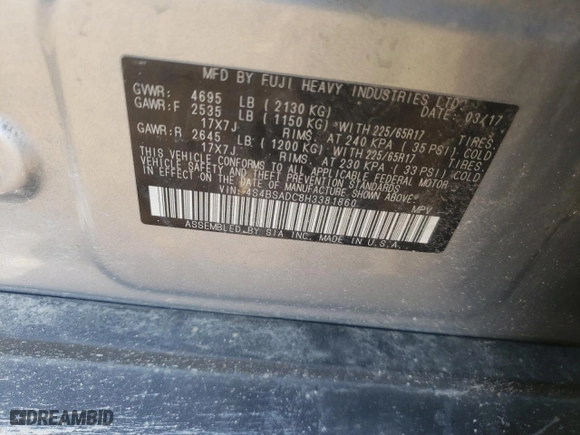 MFD BY FUJI HEAVY INDUSTRIES LTD.
GVWR: 4695 LB (2130 KG) DATE: 03/17
GAWR:F 2535 LB (1150 KG) WITH 225/65R17 TIRES,
17X7J RIMS, AT 240 KPA (35 PSI) COLD
GAWR:R 2645 LB (1200 KG) WITH 225/65R17 TIRES,
17X7J RIMS, AT 230 KPA (33 PSI) COLD
THIS VEHICLE CONFORMS TO ALL APPLICABLE FEDERAL MOTOR
VEHICLE SAFETY AND THEFT PREVENTION STANDARDS
IN EFFECT ON THE DATE OF MANUFACTURE SHOWN ABOVE.
VIN: 4S4BSADC8H3381860 MPV
ASSEMBLED BY SIA INC. MADE IN U.S.A.
DREAMBID